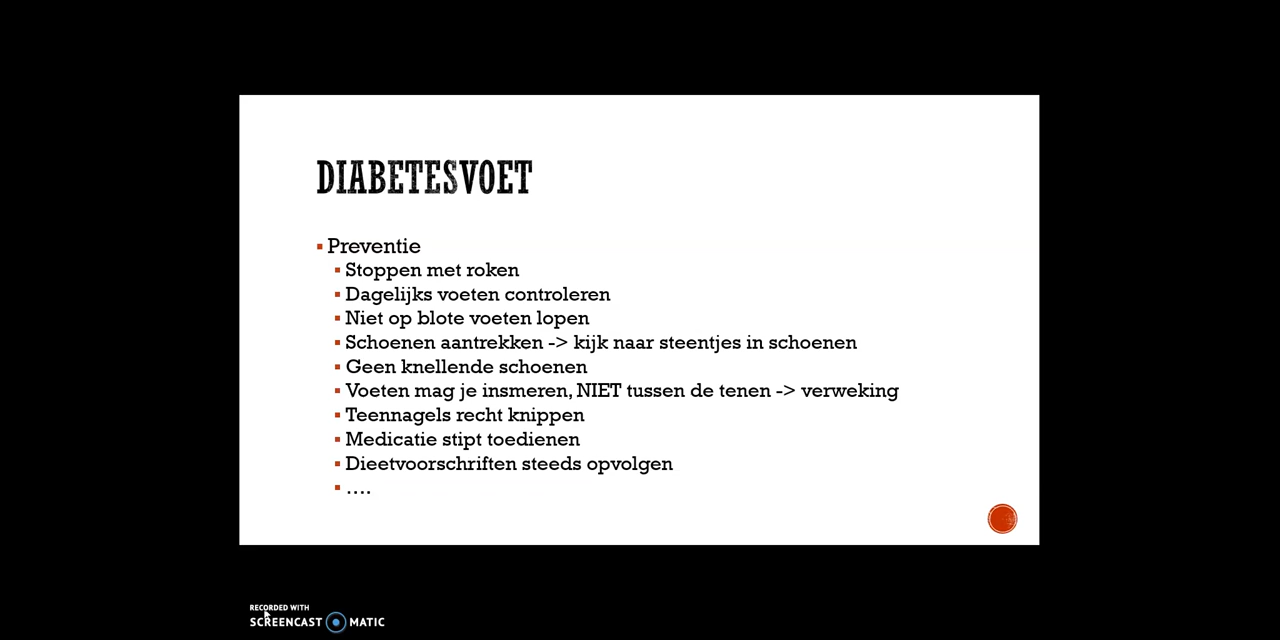 DIABETESVOET
Preventie
Stoppen met roken
Dagelijks voeten controleren
Niet op blote voeten lopen
Schoenen aantrekken -> kijk naar steentjes in schoenen
Geen knellende schoenen
Voeten mag je insmeren, NIET tussen de tenen -> verweking
Teennagels recht knippen
Medicatie stipt toedienen
Dieetvoorschriften steeds opvolgen
....
RECORDED WITH
SCREENCAST MATIC